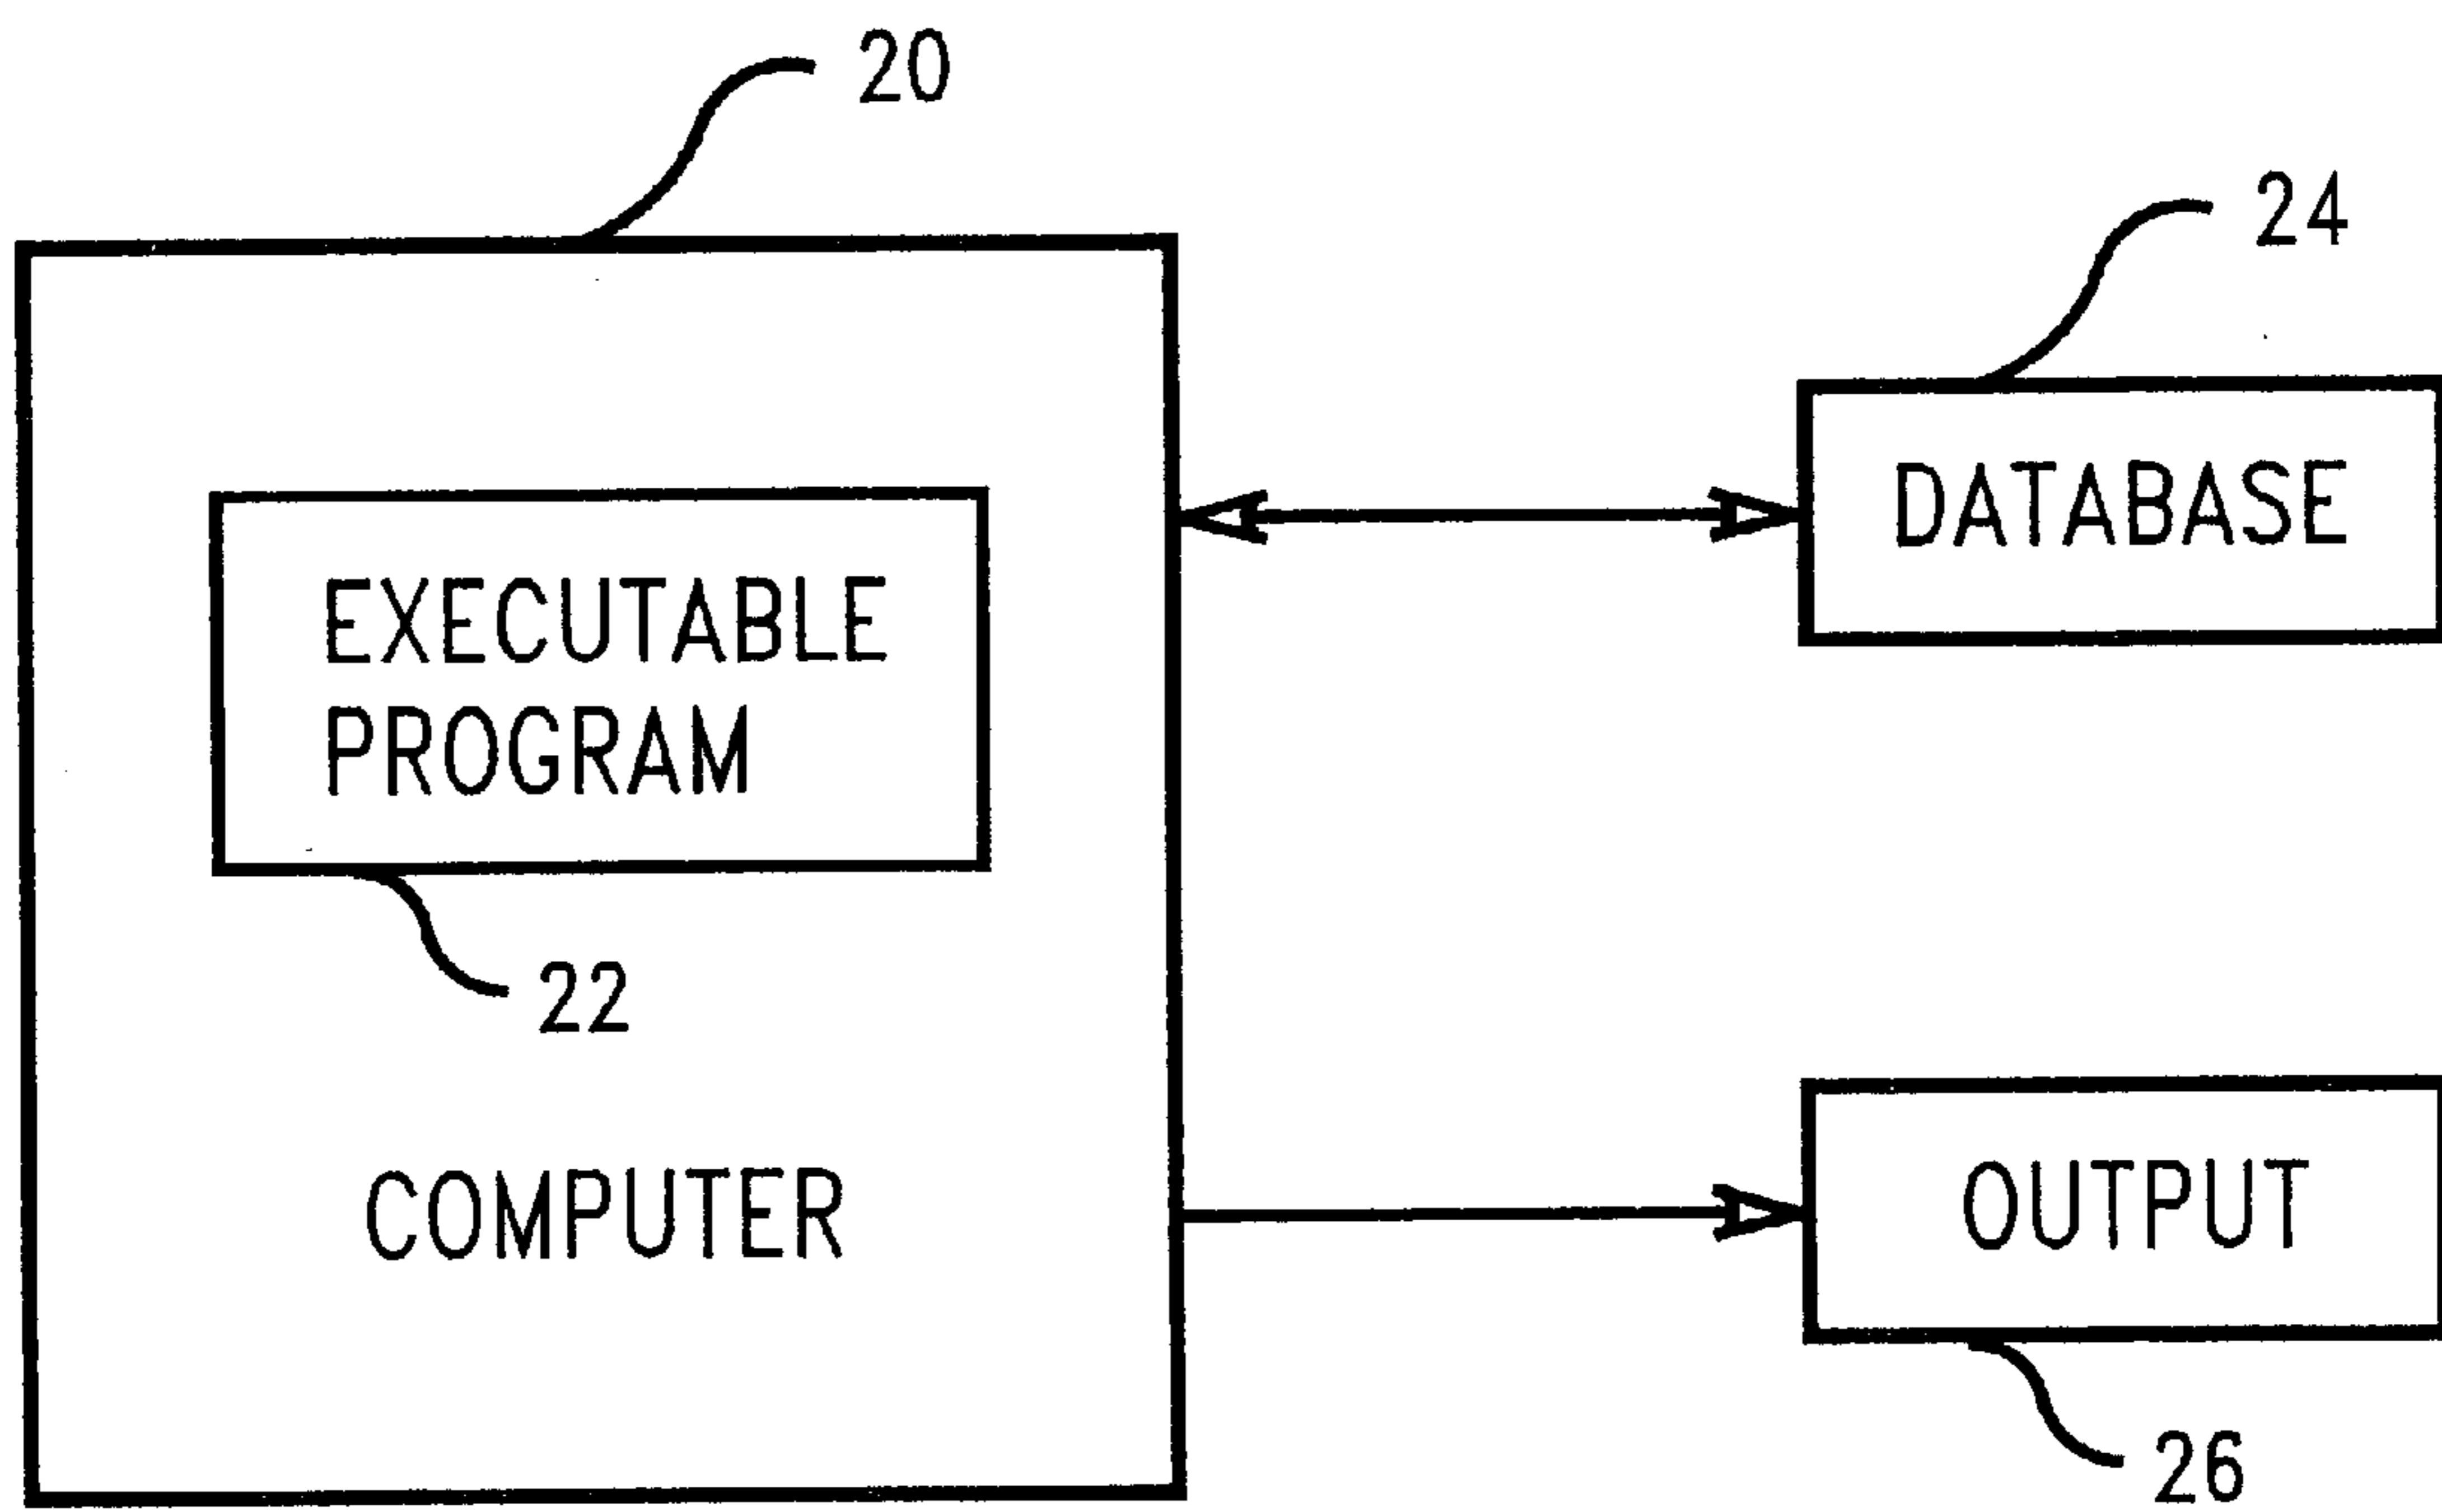 20
24
DATABASE
EXECUTABLE
PROGRAM
22
COMPUTER
OUTPUT
26